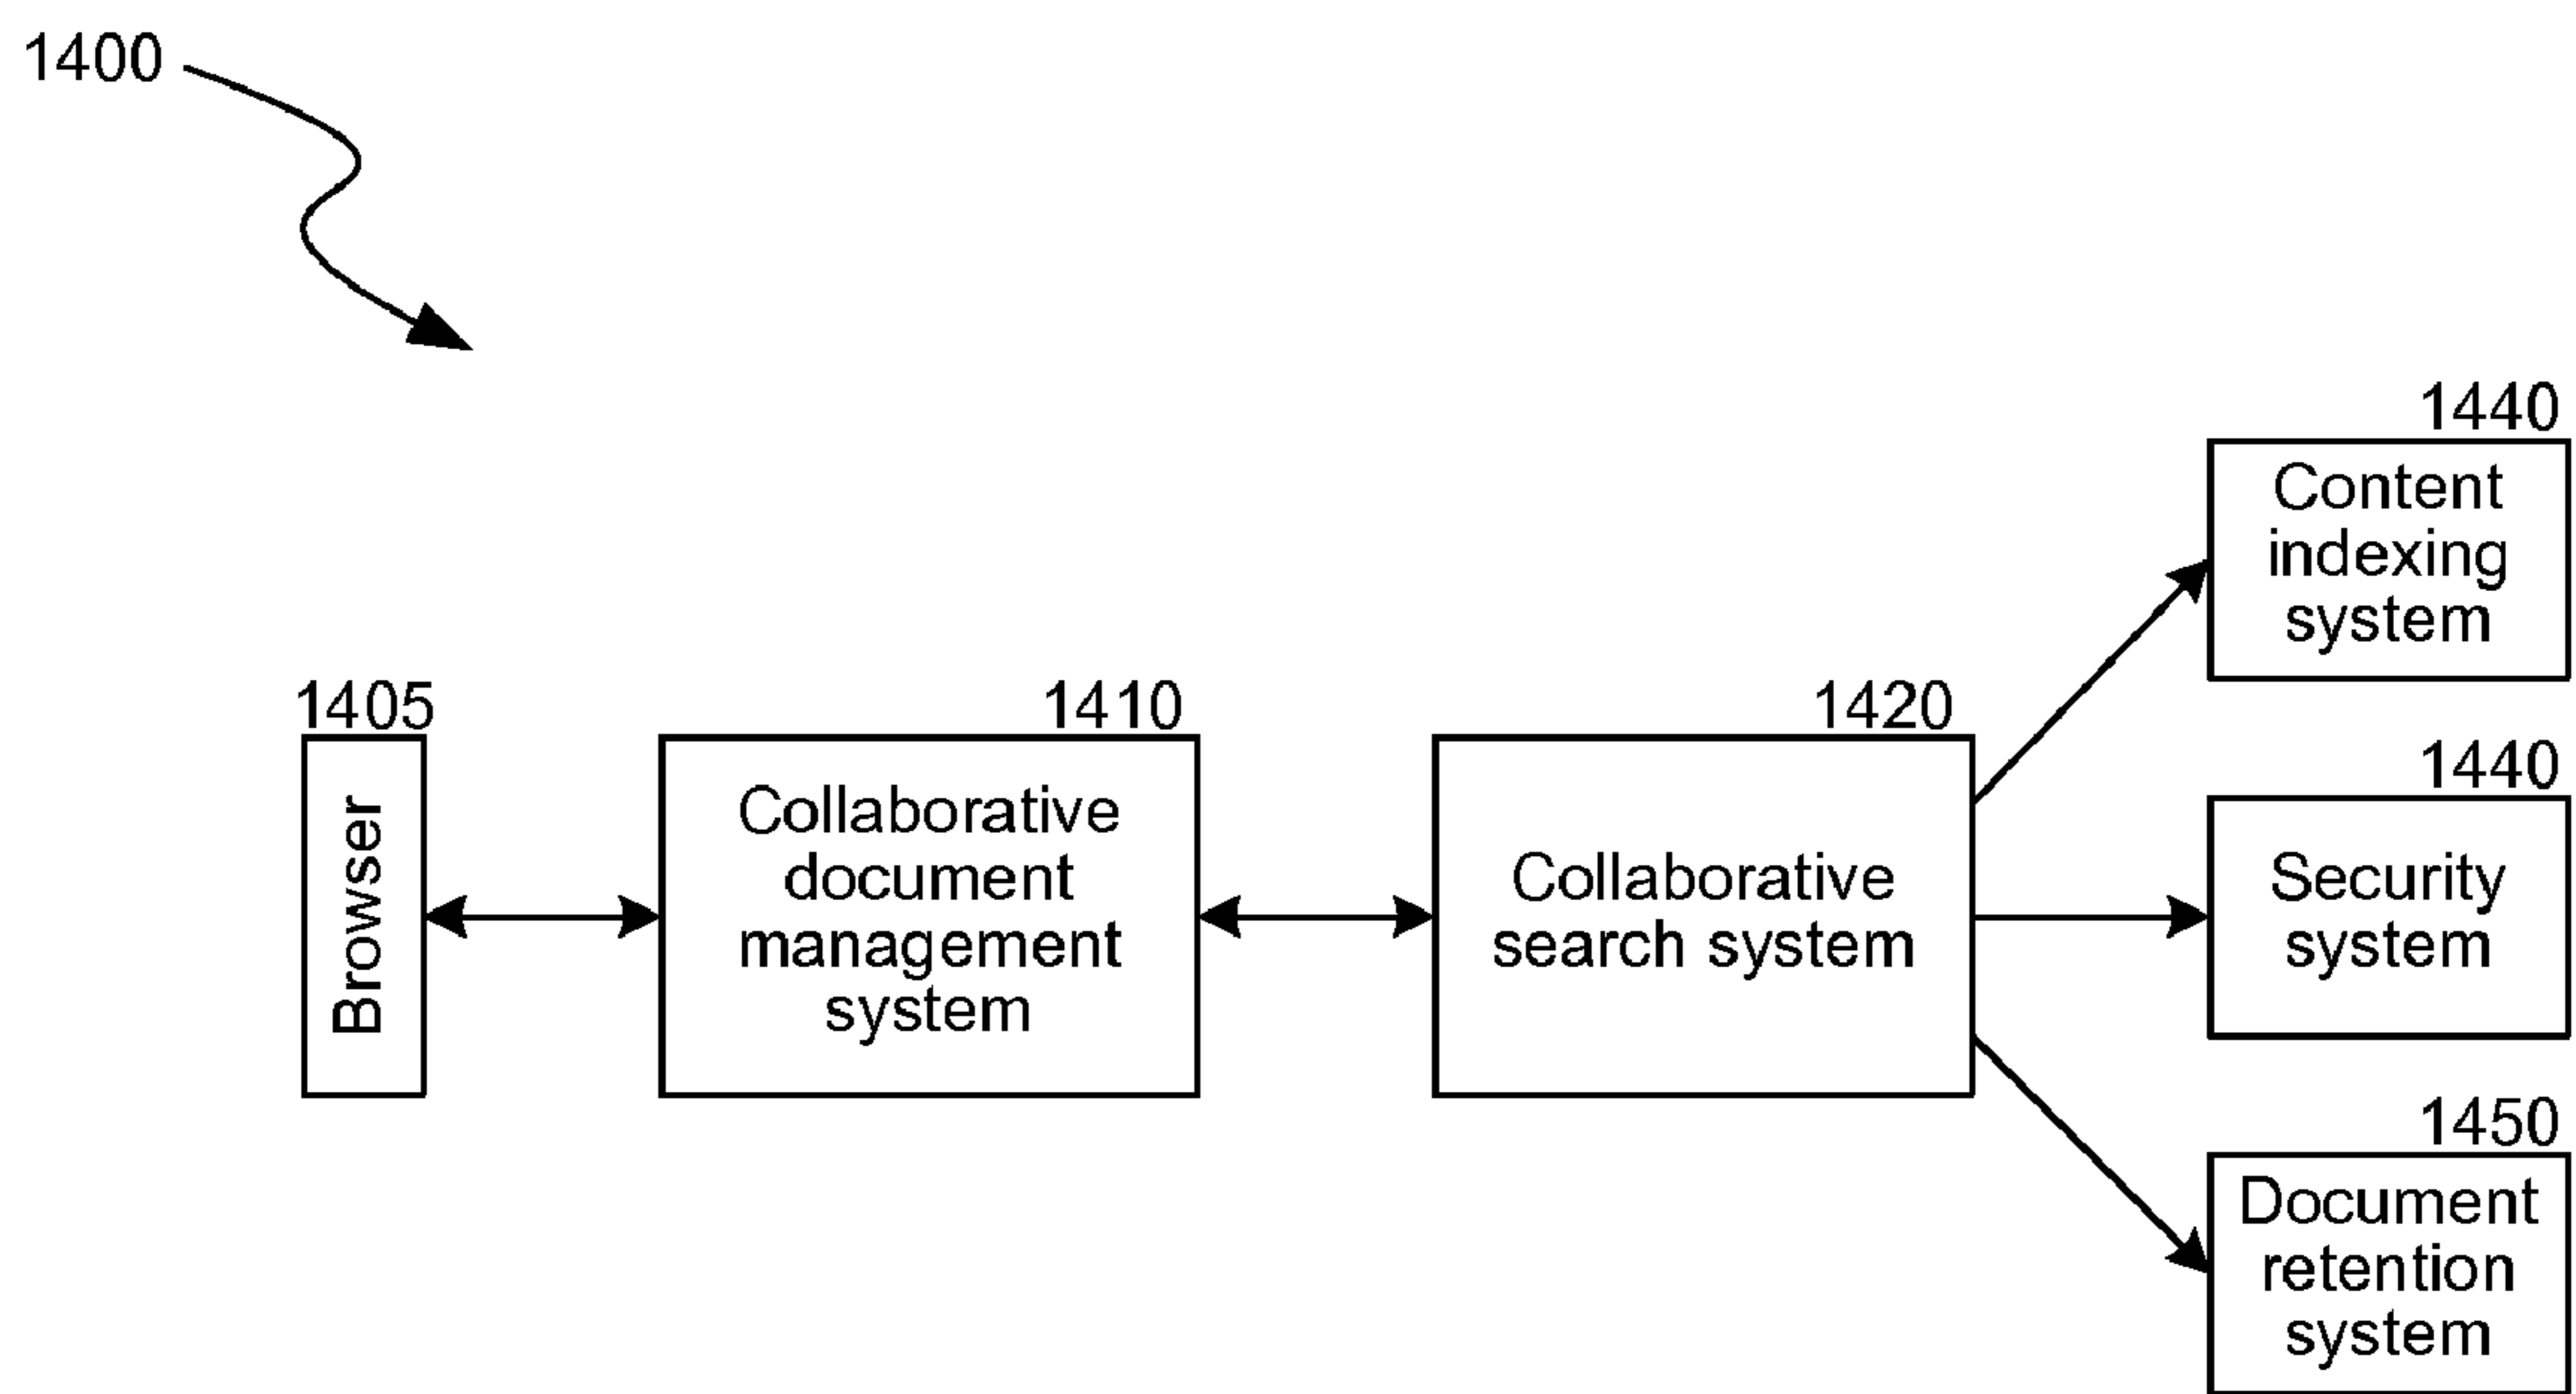 1400
1405
Browser
1410
Collaborative
document
management
system
1420
Collaborative
search system
1440
Content
indexing
system
1440
Security
system
1450
Document
retention
system